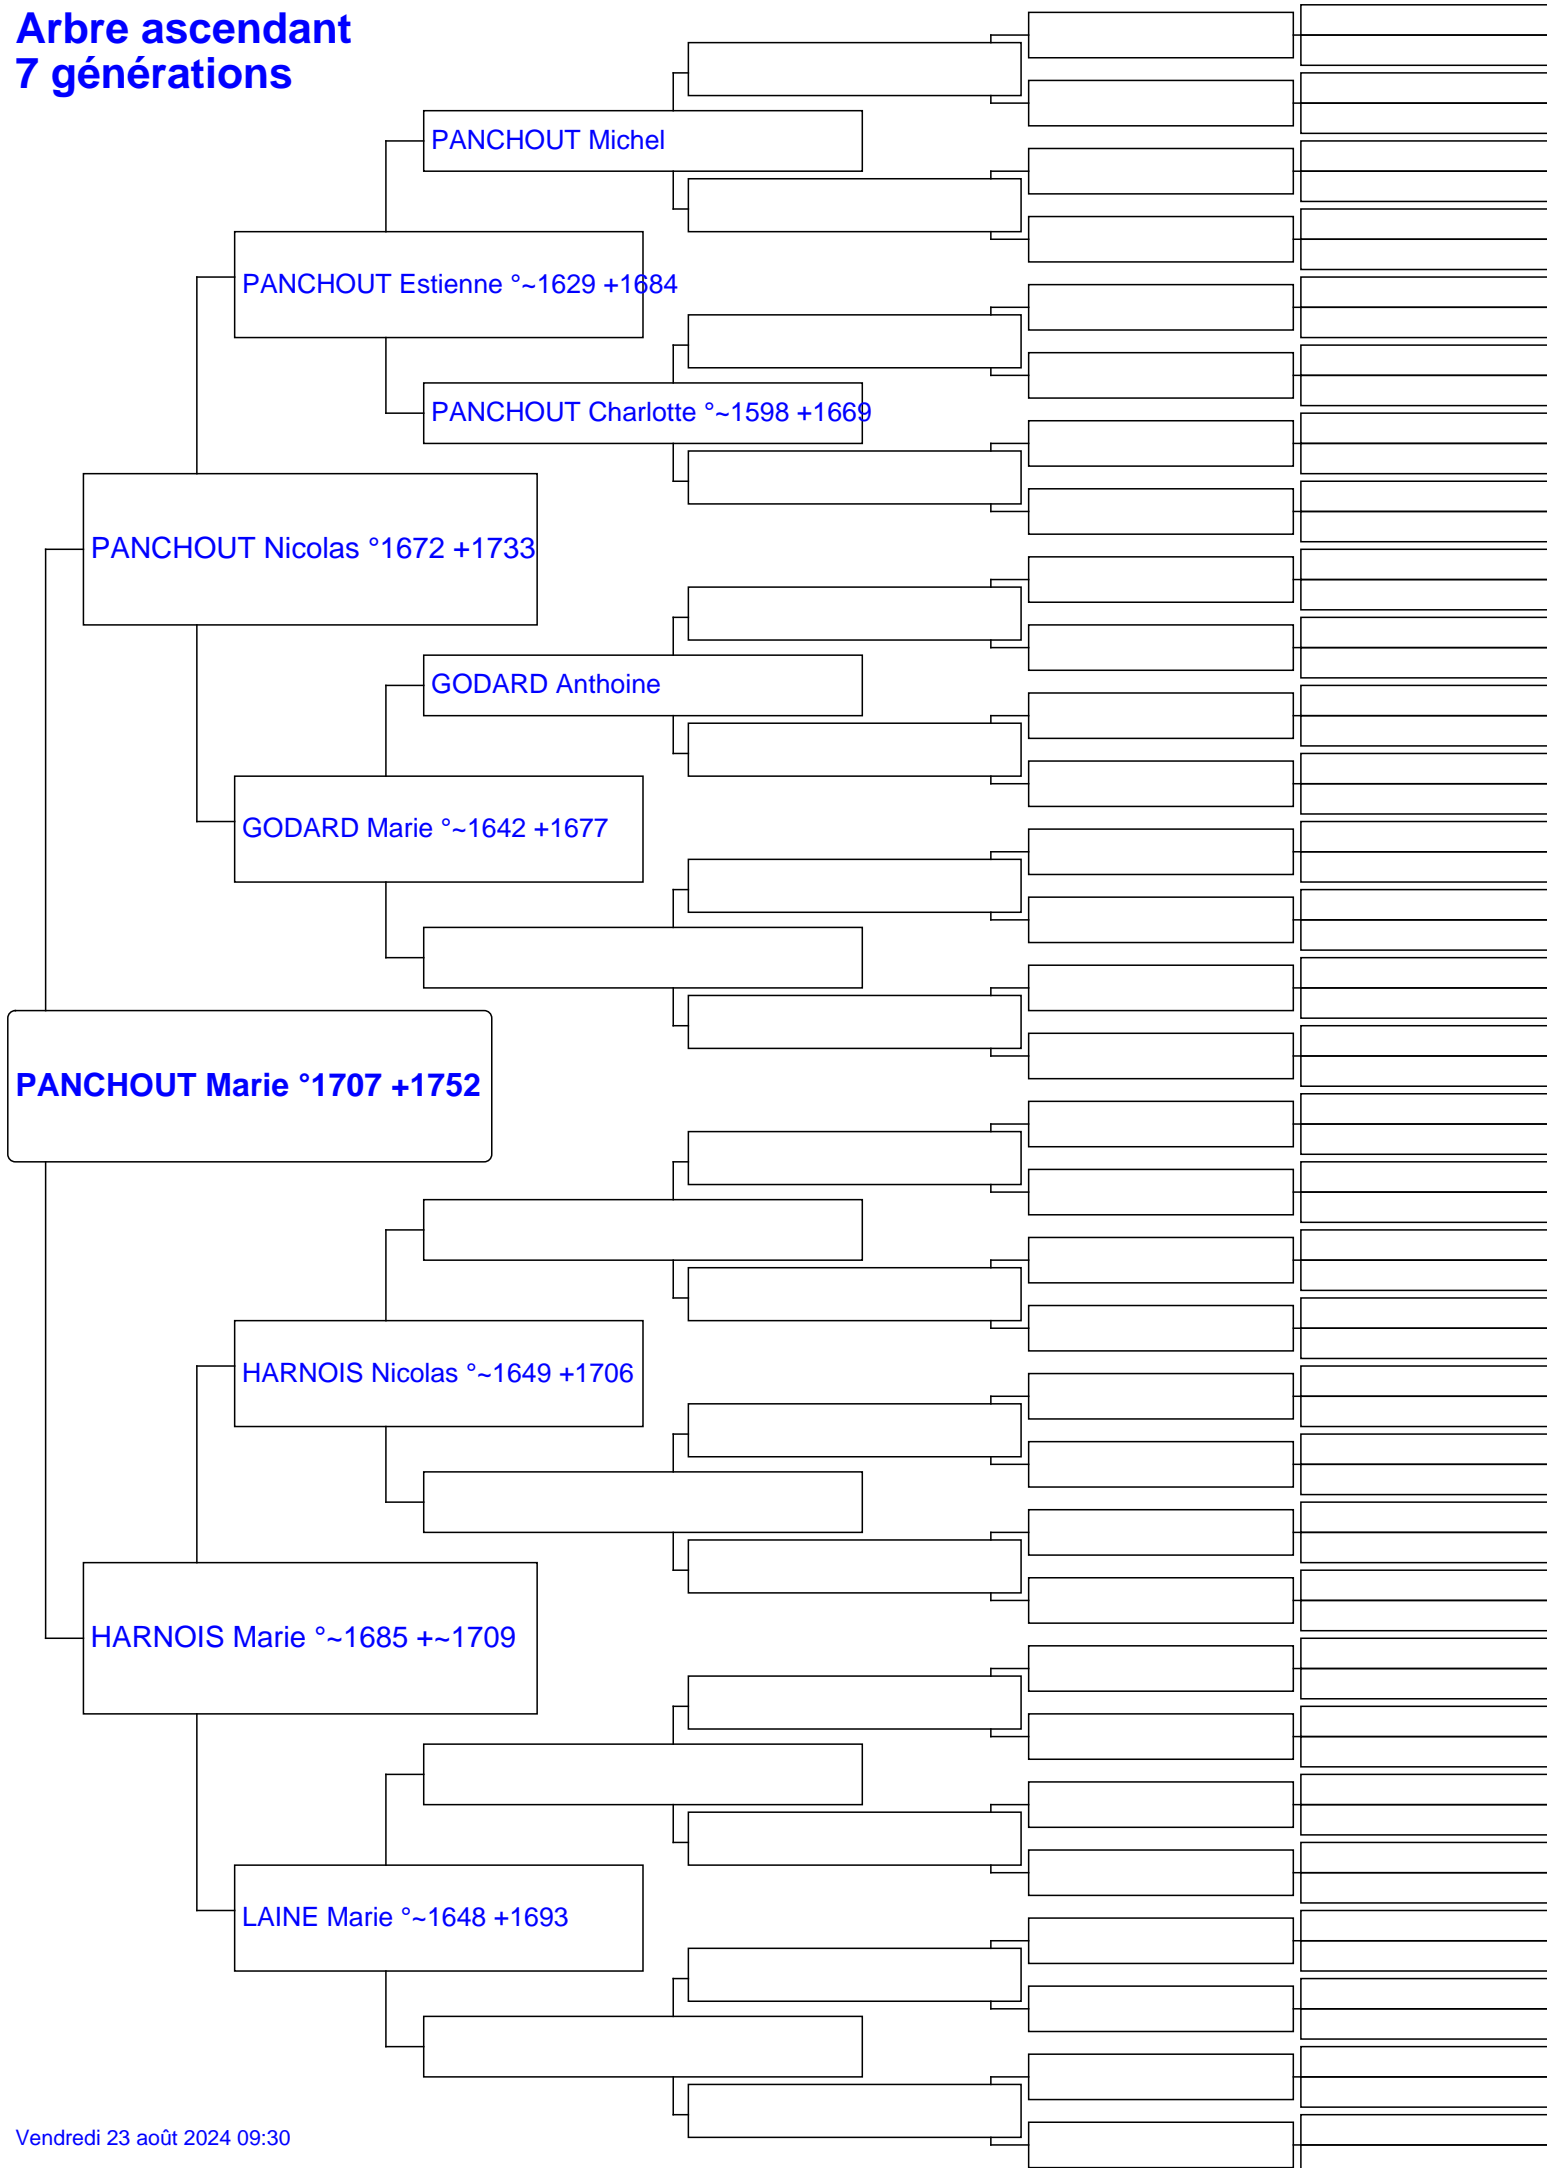 Arbre ascendant
7 générations
PANCHOUT Michel
PANCHOUT Estienne °~1629 +1684
PANCHOUT Charlotte °~1598 +1669
PANCHOUT Nicolas °1672 +1733
GODARD Anthoine
GODARD Marie °~1642 +1677
PANCHOUT Marie °1707 +1752
HARNOIS Nicolas °~1649 +1706
HARNOIS Marie °~1685 +~1709
LAINE Marie °~1648 +1693
Vendredi 23 août 2024 09:30